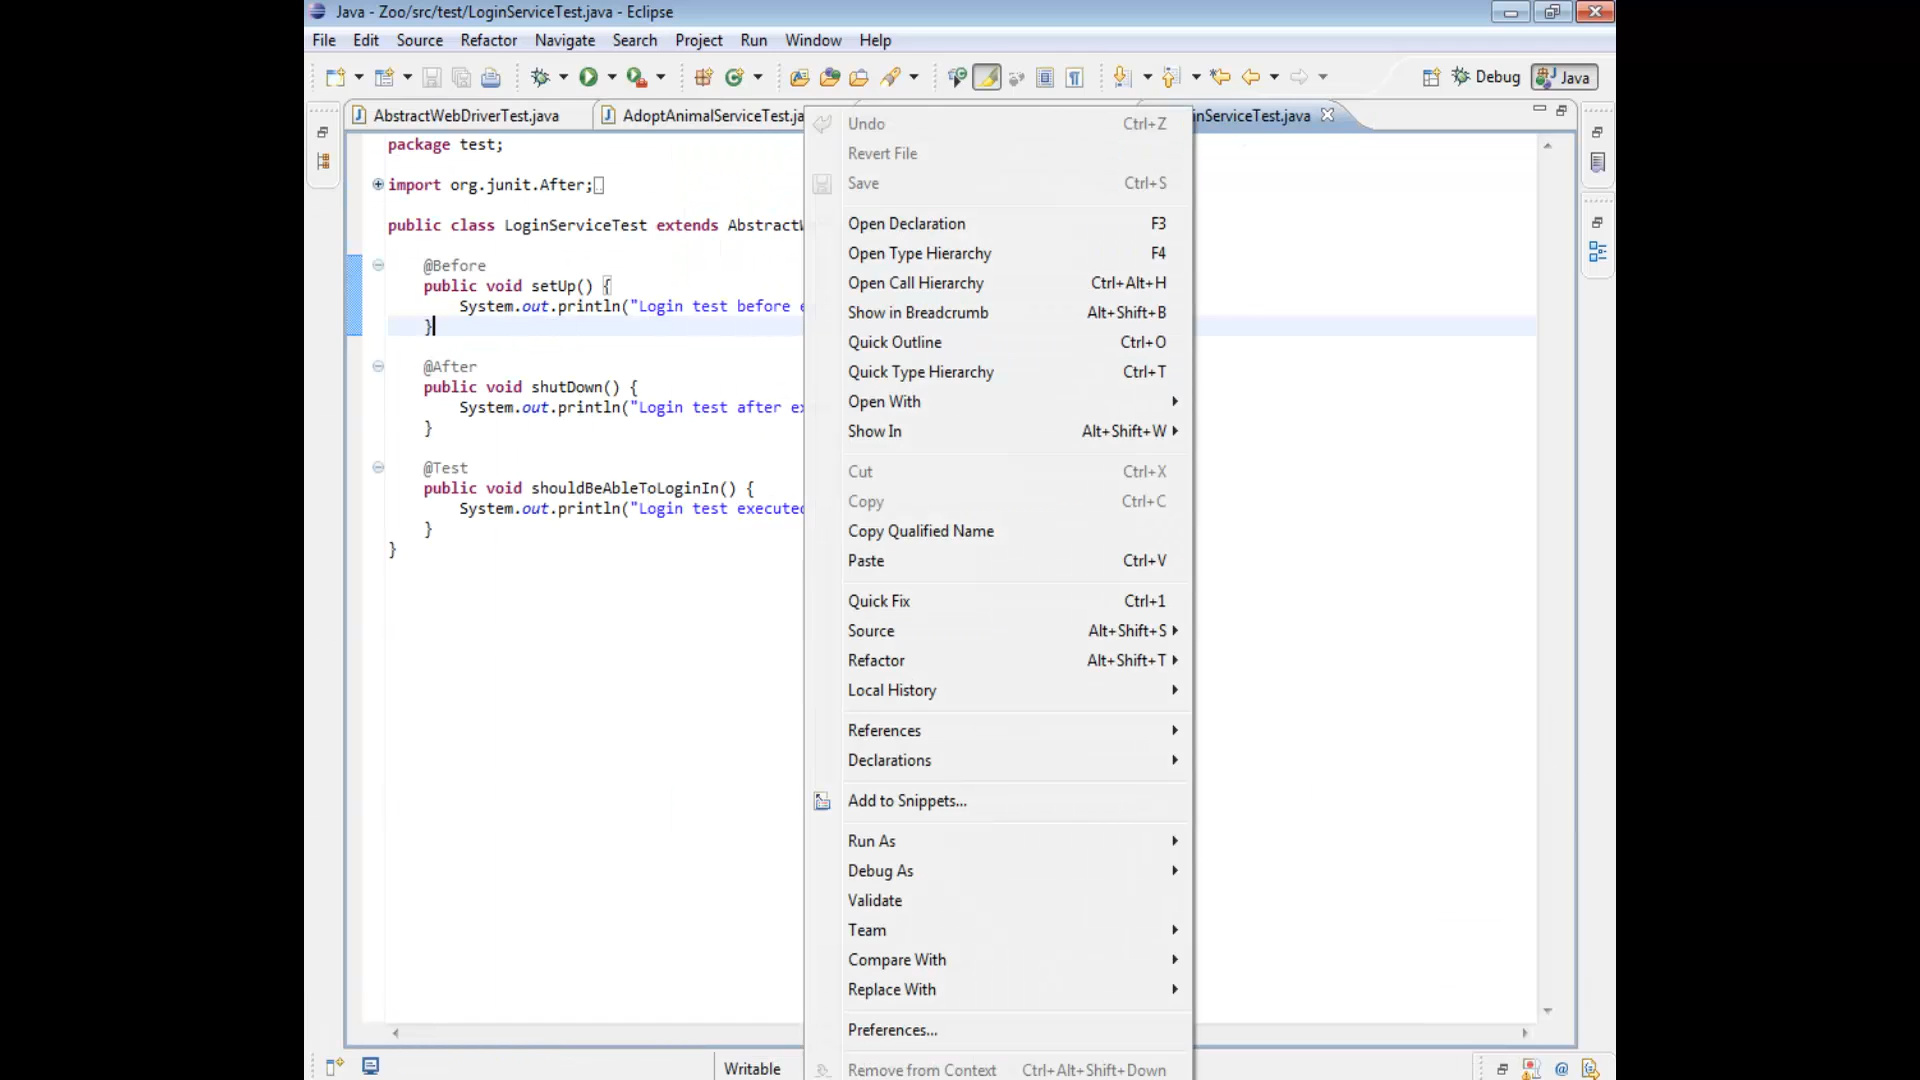 Java - Zoo/src/test/LoginServiceTest.java - Eclipse
File Edit Source Refactor Navigate Search Project Run Window Help
Debug Java
AbstractWebDriverTest.java AdoptAnimalServiceTest.ja inServiceTest.java
package test;
import org.junit.After;
public class LoginServiceTest extends AbstractW
@Before
public void setUp() {
System.out.println("Login test before e
}
@After
public void shutDown() {
System.out.println("Login test after ex
}
@Test
public void shouldBeAbleToLoginIn() {
System.out.println("Login test executed
}
}
Undo Ctrl+Z
Revert File
Save Ctrl+S
Open Declaration F3
Open Type Hierarchy F4
Open Call Hierarchy Ctrl+Alt+H
Show in Breadcrumb Alt+Shift+B
Quick Outline Ctrl+O
Quick Type Hierarchy Ctrl+T
Open With
Show In Alt+Shift+W
Cut Ctrl+X
Copy Ctrl+C
Copy Qualified Name
Paste Ctrl+V
Quick Fix Ctrl+1
Source Alt+Shift+S
Refactor Alt+Shift+T
Local History
References
Declarations
Add to Snippets...
Run As
Debug As
Validate
Team
Compare With
Replace With
Preferences...
Remove from Context Ctrl+Alt+Shift+Down
Writable